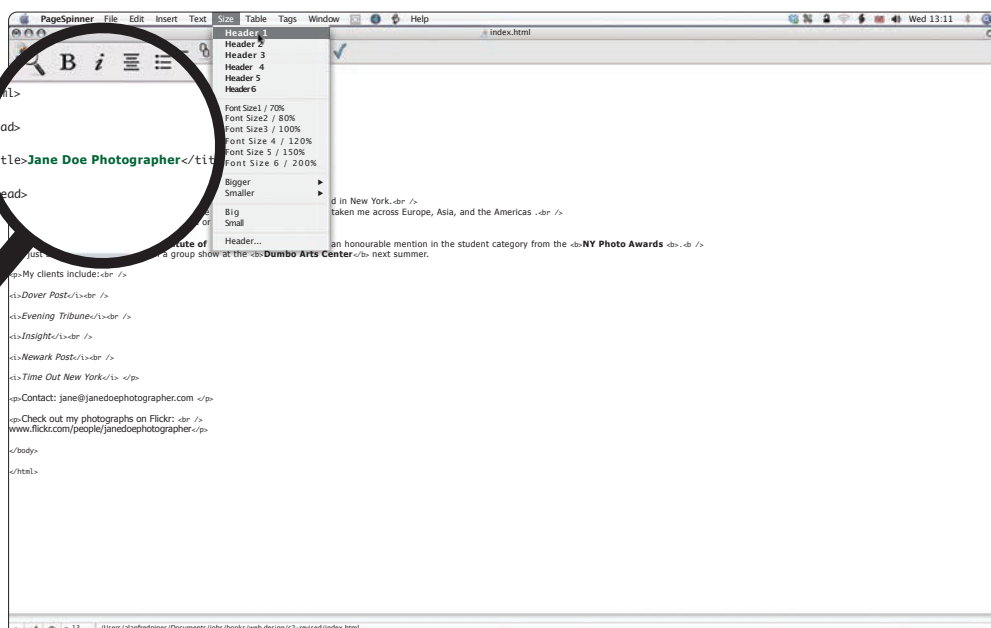 PageSpinner File Edit Insert Text Size Table Tags Window Help Wed 13:11
index.html
B i
Header 1
Header 2
Header 3
Header 4
Header 5
Header6
Font Size1 / 70%
Font Size2 / 80%
Font Size3 / 100%
Font Size 4 / 120%
Font Size 5 / 150%
Font Size 6 / 200%
Bigger
Smaller
Big
Small
Header...
ml>
ad>
tle>Jane Doe Photographer</tit
ead>
d in New York.<br />
taken me across Europe, Asia, and the Americas .<br />
tute of an honourable mention in the student category from the <b>NY Photo Awards <b>.<b />
just a group show at the <b>Dumbo Arts Center</b> next summer.
<p>My clients include:<br />
<i>Dover Post</i><br />
<i>Evening Tribune</i><br />
<i>Insight</i><br />
<i>Newark Post</i><br />
<i>Time Out New York</i> </p>
<p>Contact: jane@janedoephotographer.com </p>
<p>Check out my photographs on Flickr: <br />
www.flickr.com/people/janedoephotographer</p>
</body>
</html>